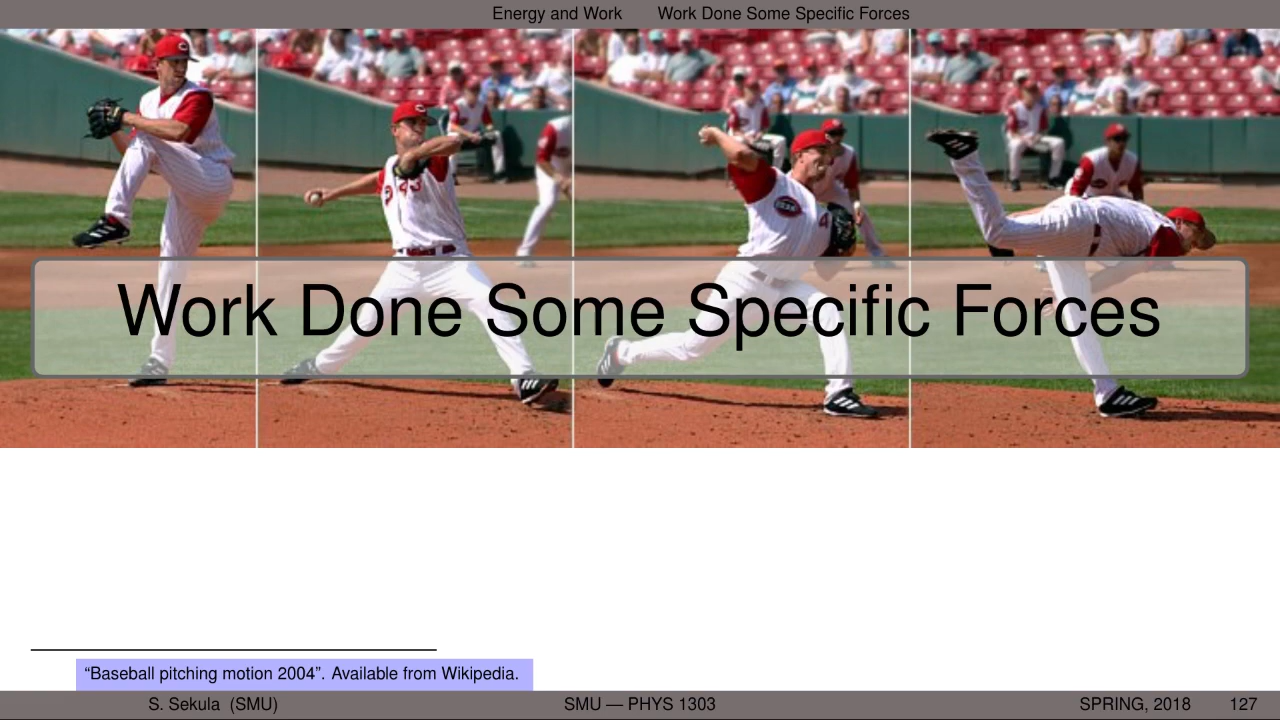 Energy and Work Work Done Some Specific Forces
43
Work Done Some Specific Forces
“Baseball pitching motion 2004”. Available from Wikipedia.
S. Sekula (SMU) SMU — PHYS 1303 SPRING, 2018 127